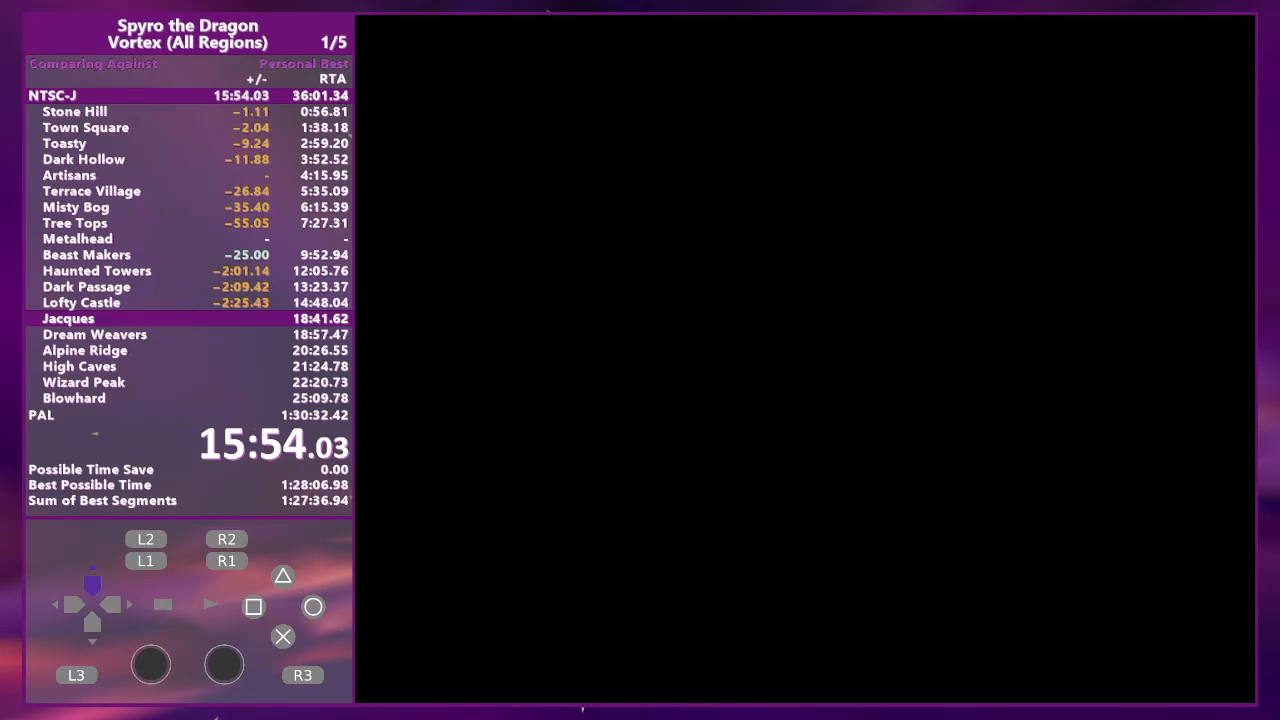 Spyro the Dragon
Vortex (All Regions) 1/5
Comparing Against Personal Best
+/- RTA
NTSC-J 15:54.03 36:01.34
Stone Hill −1.11 0:56.81
Town Square −2.04 1:38.18
Toasty −9.24 2:59.20
Dark Hollow −11.88 3:52.52
Artisans - 4:15.95
Terrace Village −26.84 5:35.09
Misty Bog −35.40 6:15.39
Tree Tops −55.05 7:27.31
Metalhead - -
Beast Makers −25.00 9:52.94
Haunted Towers −2:01.14 12:05.76
Dark Passage −2:09.42 13:23.37
Lofty Castle −2:25.43 14:48.04
Jacques 18:41.62
Dream Weavers 18:57.47
Alpine Ridge 20:26.55
High Caves 21:24.78
Wizard Peak 22:20.73
Blowhard 25:09.78
PAL 1:30:32.42
15:54.03
Possible Time Save 0.00
Best Possible Time 1:28:06.98
Sum of Best Segments 1:27:36.94
L2 R2
L1 R1
L3 R3